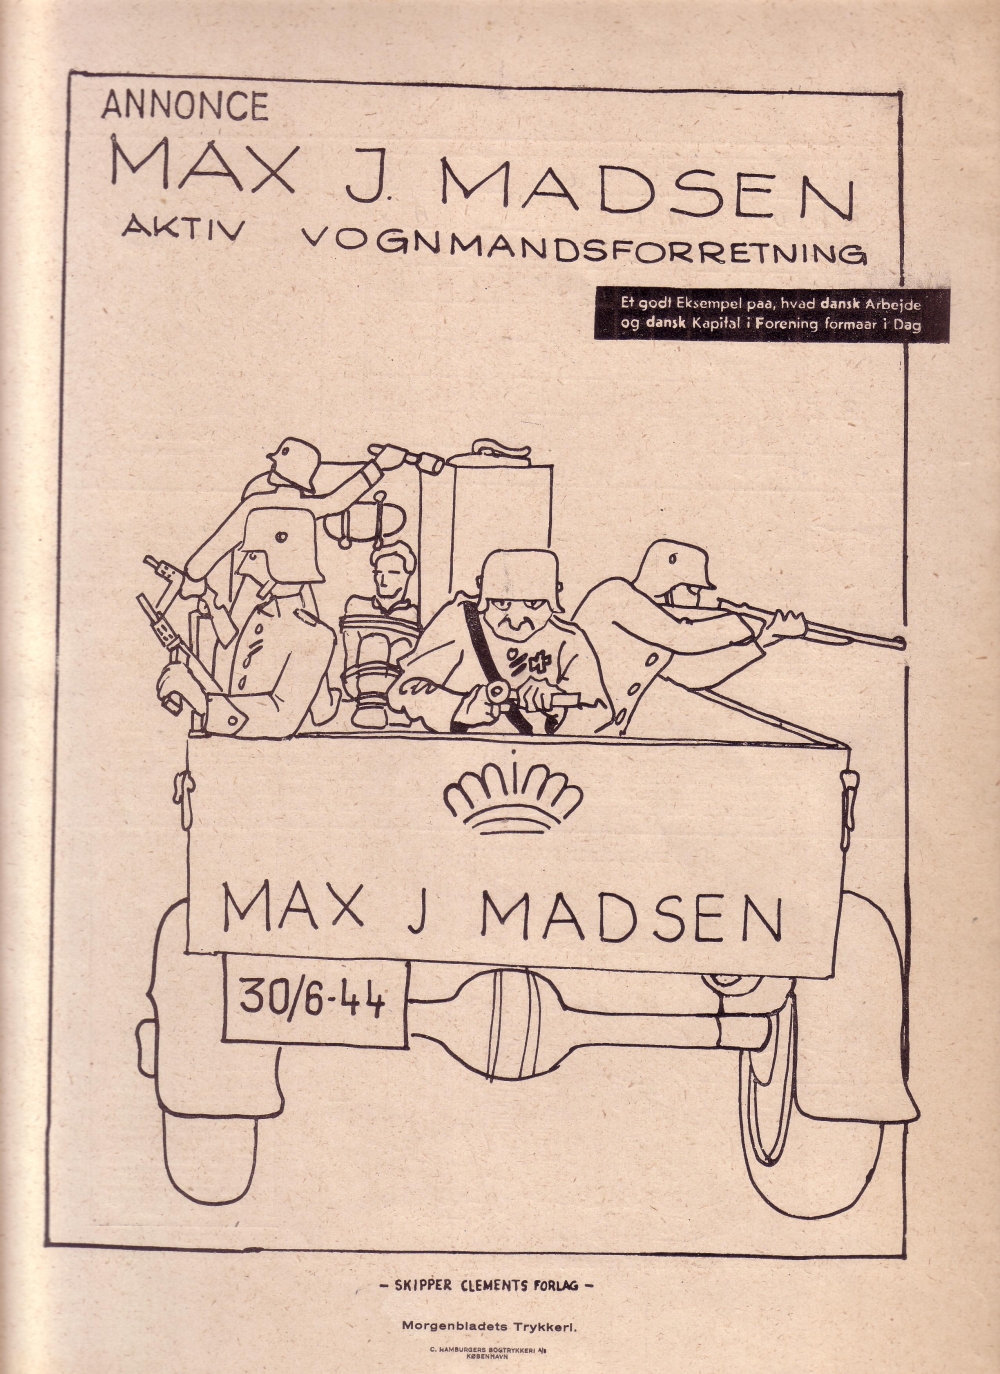 ANNONCE
MAX J. MADSEN
AKTIV VOGNMANDSFORRETNING
Et godt Eksempel paa, hvad dansk Arbejde
og dansk Kapital i Forening formaar i Dag
MAX J MADSEN
30/6-44
- SKIPPER CLEMENTS FORLAG -
Morgenbladets Trykkeri.
C. HAMBURGERS BOGTRYKKERI A/S
KØBENHAVN